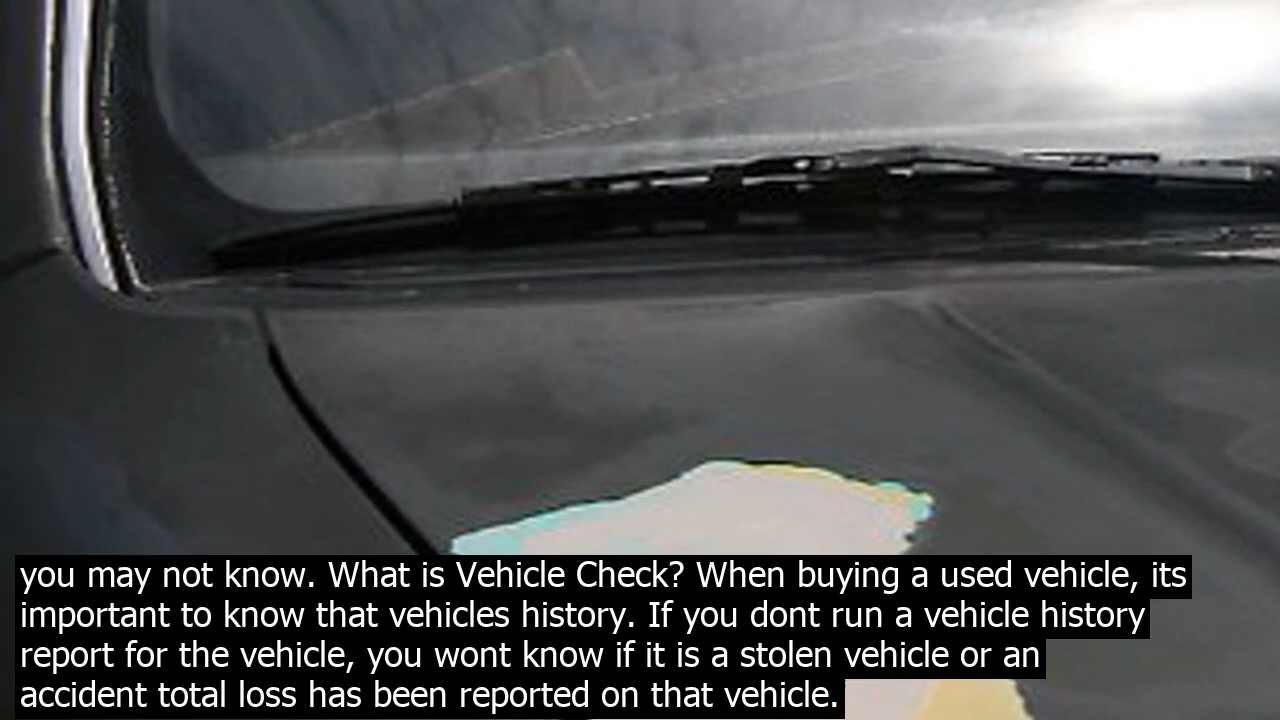 you may not know. What is Vehicle Check? When buying a used vehicle, its
important to know that vehicles history. If you dont run a vehicle history
report for the vehicle, you wont know if it is a stolen vehicle or an
accident total loss has been reported on that vehicle.